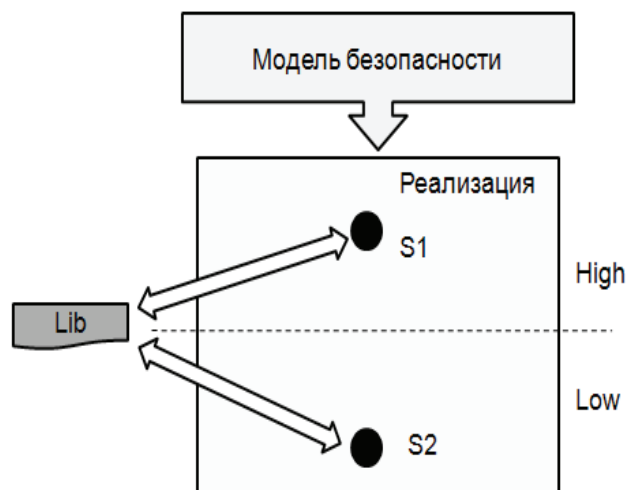 Модель безопасности
Реализация
S1
High
Lib
Low
S2